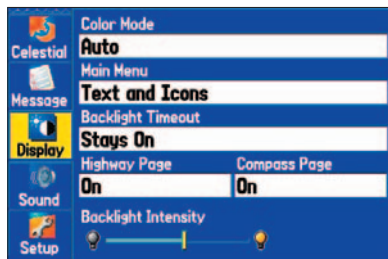 Celestial
Message
Display
Sound
Setup
Color Mode
Auto
Main Menu
Text and Icons
Backlight Timeout
Stays On
Highway Page Compass Page
On On
Backlight Intensity